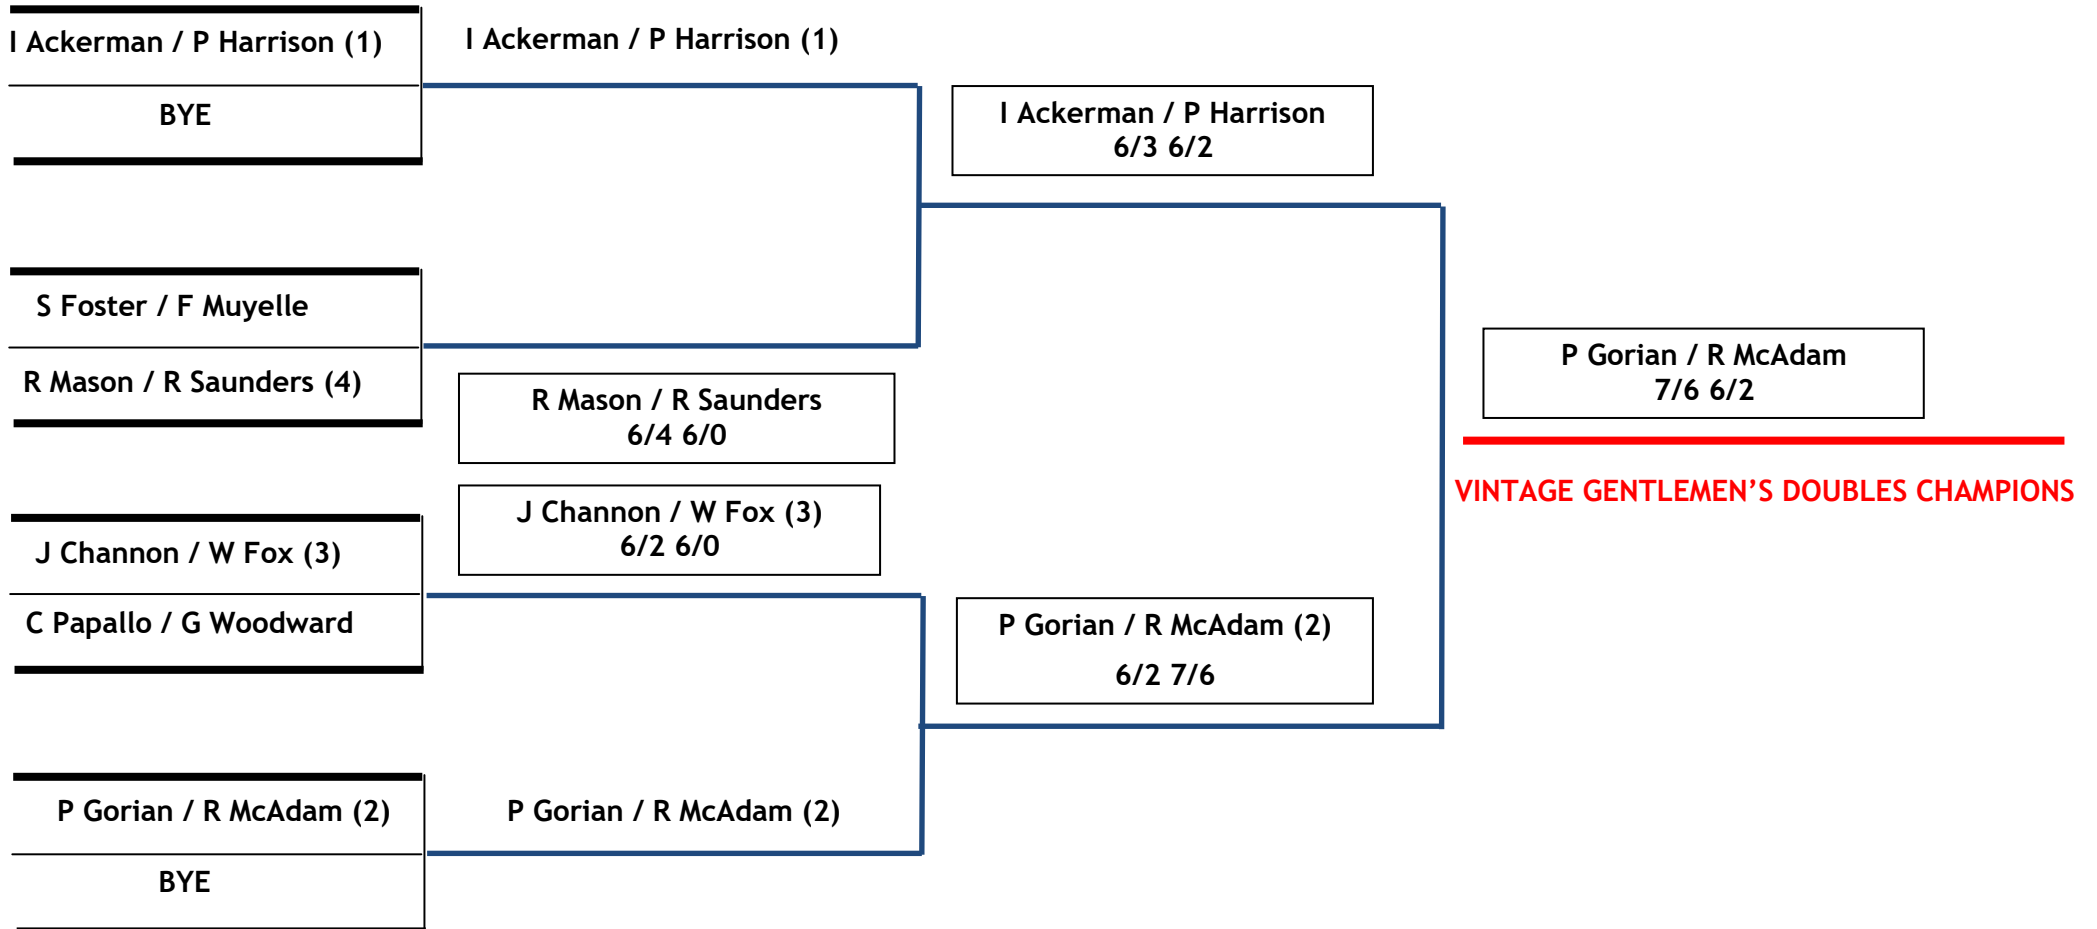 I Ackerman / P Harrison (1)
BYE
S Foster / F Muyelle
R Mason / R Saunders (4)
J Channon / W Fox (3)
C Papallo / G Woodward
P Gorian / R McAdam (2)
BYE
I Ackerman / P Harrison (1)
R Mason / R Saunders
6/4 6/0
J Channon / W Fox (3)
6/2 6/0
P Gorian / R McAdam (2)
I Ackerman / P Harrison
6/3 6/2
P Gorian / R McAdam (2)
6/2 7/6
P Gorian / R McAdam
7/6 6/2
VINTAGE GENTLEMEN’S DOUBLES CHAMPIONS